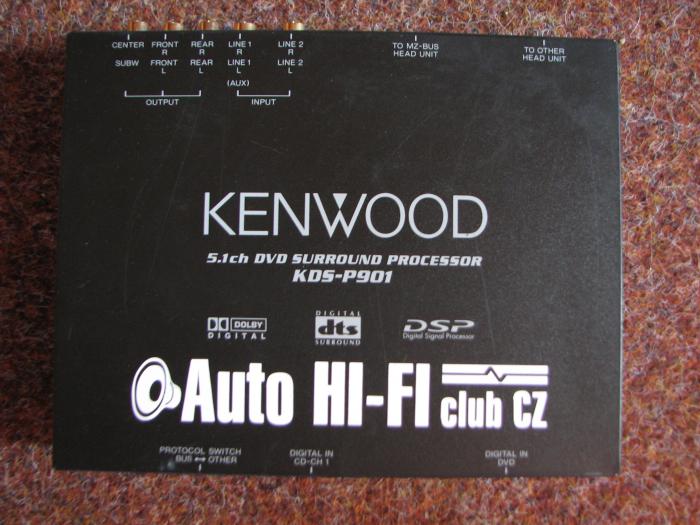 CENTER FRONT R REAR R LINE 1 R LINE 2 R TO MZ-BUS HEAD UNIT TO OTHER HEAD UNIT
SUBW FRONT L REAR L LINE 1 L LINE 2 L
(AUX)
OUTPUT INPUT
KENWOOD
5.1ch DVD SURROUND PROCESSOR
KDS-P901
DOLBY DIGITAL
DIGITAL dts SURROUND
DSP Digital Signal Processor
Auto HI-FI club CZ
PROTOCOL SWITCH DIGITAL IN DIGITAL IN
BUS ↔ OTHER CD-CH 1 DVD